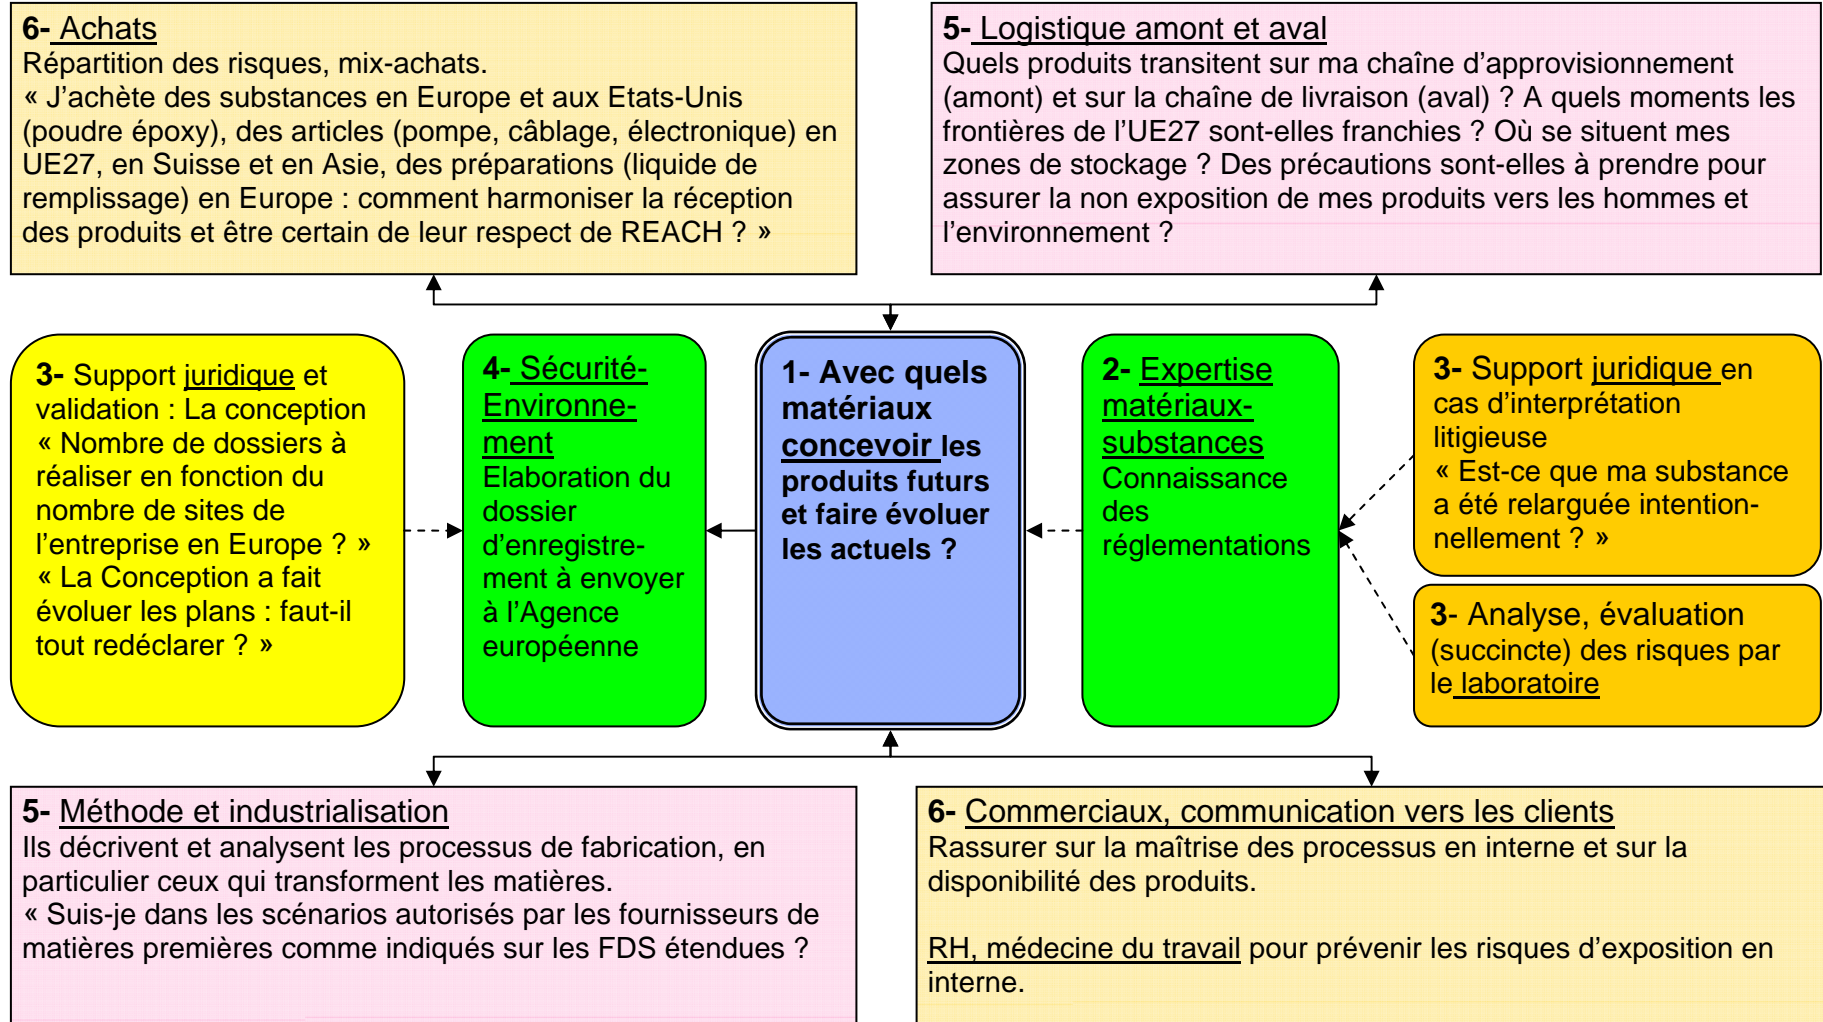 6- Achats
Répartition des risques, mix-achats.
« J'achète des substances en Europe et aux Etats-Unis
(poudre époxy), des articles (pompe, câblage, électronique) en
UE27, en Suisse et en Asie, des préparations (liquide de
remplissage) en Europe : comment harmoniser la réception
des produits et être certain de leur respect de REACH ? »
5- Logistique amont et aval
Quels produits transitent sur ma chaîne d'approvisionnement
(amont) et sur la chaîne de livraison (aval) ? A quels moments les
frontières de l'UE27 sont-elles franchies ? Où se situent mes
zones de stockage ? Des précautions sont-elles à prendre pour
assurer la non exposition de mes produits vers les hommes et
l'environnement ?
3- Support juridique et
validation : La conception
« Nombre de dossiers à
réaliser en fonction du
nombre de sites de
l'entreprise en Europe ? »
« La Conception a fait
évoluer les plans : faut-il
tout redéclarer ? »
4- Sécurité-
Environne-
ment
Elaboration du
dossier
d'enregistre-
ment à envoyer
à l'Agence
européenne
1- Avec quels
matériaux
concevoir les
produits futurs
et faire évoluer
les actuels ?
2- Expertise
matériaux-
substances
Connaissance
des
réglementations
3- Support juridique en
cas d'interprétation
litigieuse
« Est-ce que ma substance
a été relarguée intention-
nellement ? »
3- Analyse, évaluation
(succincte) des risques par
le laboratoire
5- Méthode et industrialisation
Ils décrivent et analysent les processus de fabrication, en
particulier ceux qui transforment les matières.
« Suis-je dans les scénarios autorisés par les fournisseurs de
matières premières comme indiqués sur les FDS étendues ?
6- Commerciaux, communication vers les clients
Rassurer sur la maîtrise des processus en interne et sur la
disponibilité des produits.
RH, médecine du travail pour prévenir les risques d'exposition en
interne.